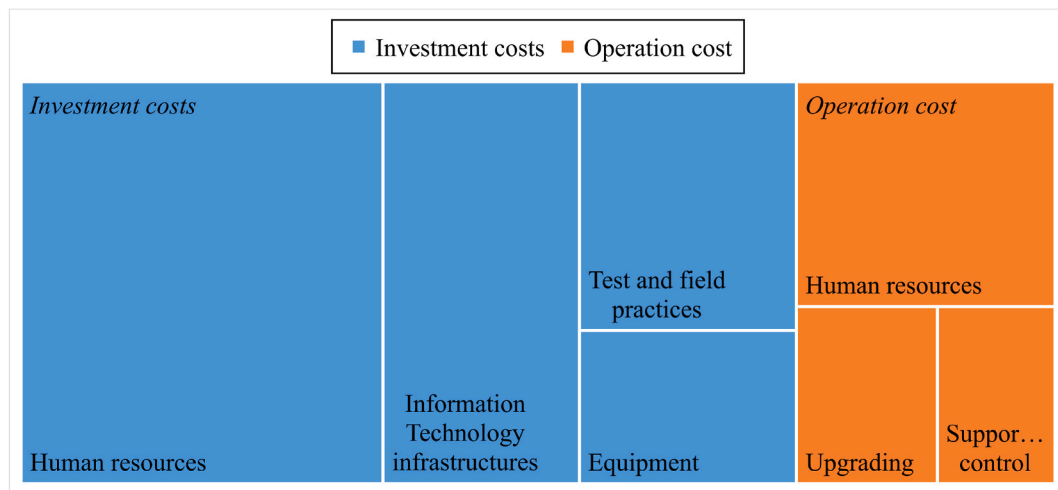 Investment costs Operation cost
Investment costs
Operation cost
Test and field
practices
Human resources
Information
Technology
infrastructures
Human resources
Equipment
Upgrading
Suppor…
control